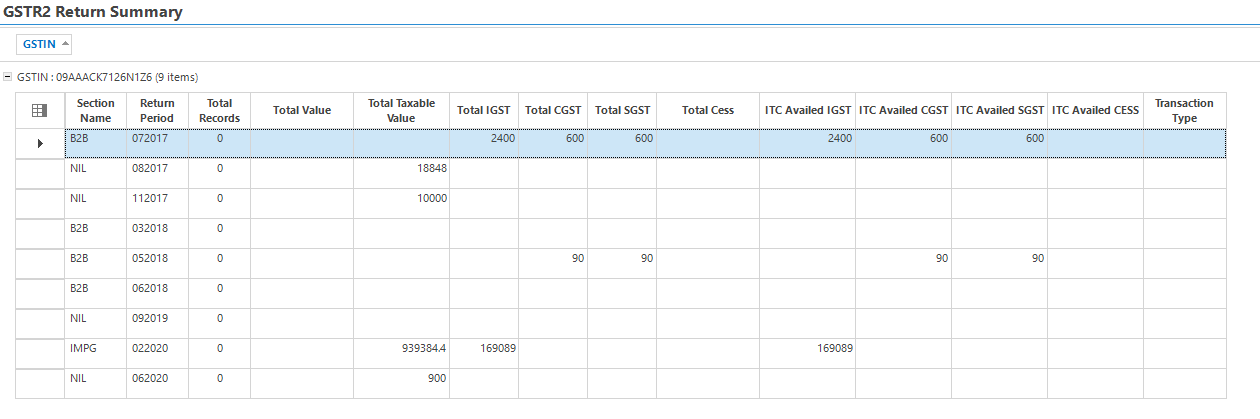 GSTR2 Return Summary
GSTIN
GSTIN : 09AAACK7126N1Z6 (9 items)
Section Name Return Period Total Records Total Value Total Taxable Value Total IGST Total CGST Total SGST Total Cess ITC Availed IGST ITC Availed CGST ITC Availed SGST ITC Availed CESS Transaction Type
B2B 072017 0 2400 600 600 2400 600 600
NIL 082017 0 18848
NIL 112017 0 10000
B2B 032018 0
B2B 052018 0 90 90 90 90
B2B 062018 0
NIL 092019 0
IMPG 022020 0 939384.4 169089 169089
NIL 062020 0 900